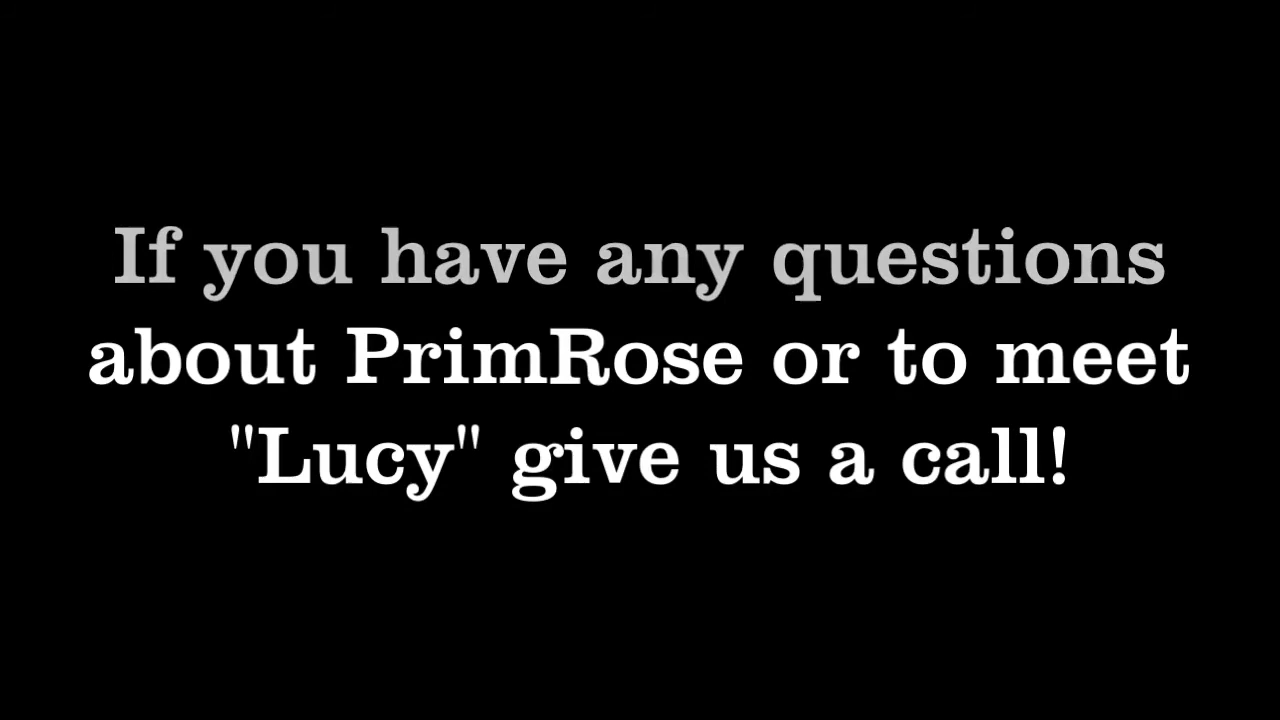 If you have any questions
about PrimRose or to meet
"Lucy" give us a call!